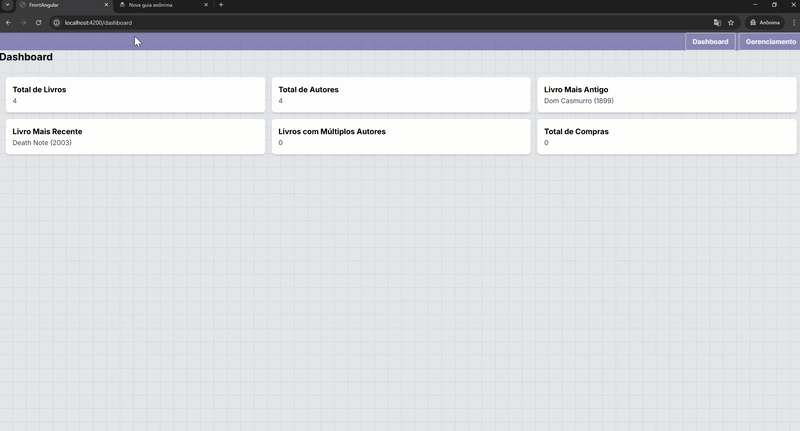 FrontAngular
Nova guia anônima
localhost:4200/dashboard
Anônima
Dashboard
Gerenciamento
Dashboard
Total de Livros
4
Total de Autores
4
Livro Mais Antigo
Dom Casmurro (1899)
Livro Mais Recente
Death Note (2003)
Livros com Múltiplos Autores
0
Total de Compras
0